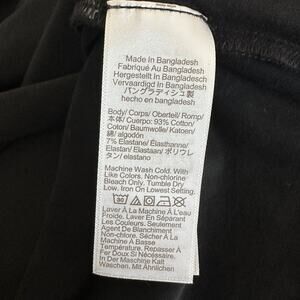 Made In Bangladesh
Fabriqué Au Bangladesh
Hergestellt In Bangladesch
Vervaardigd In Bangladesh
バングラディシュ製
hecho en bangladesh
Body/ Corps/ Oberteil/ Romp/
本体/ Cuerpo: 93% Cotton/
Coton/ Baumwolle/ Katoen/
綿/ algodón
7% Elastane/ Élasthanne/
Elastan/ Elastaan/ ポリウレ
タン/ elastano
Machine Wash Cold. With
Like Colors. Non-chlorine
Bleach Only. Tumble Dry
Low. Iron On Lowest Setting.
30
Laver À La Machine À L'eau
Froide. Laver En Séparant
Les Couleurs. Seulement
Agent De Blanchiment
Non-chlore. Sécher À La
Machine À Basse
Température. Repasser À
Fer Doux Si Nécessaire.
In Der Maschine Kalt
Waschen. Mit Ähnlichen